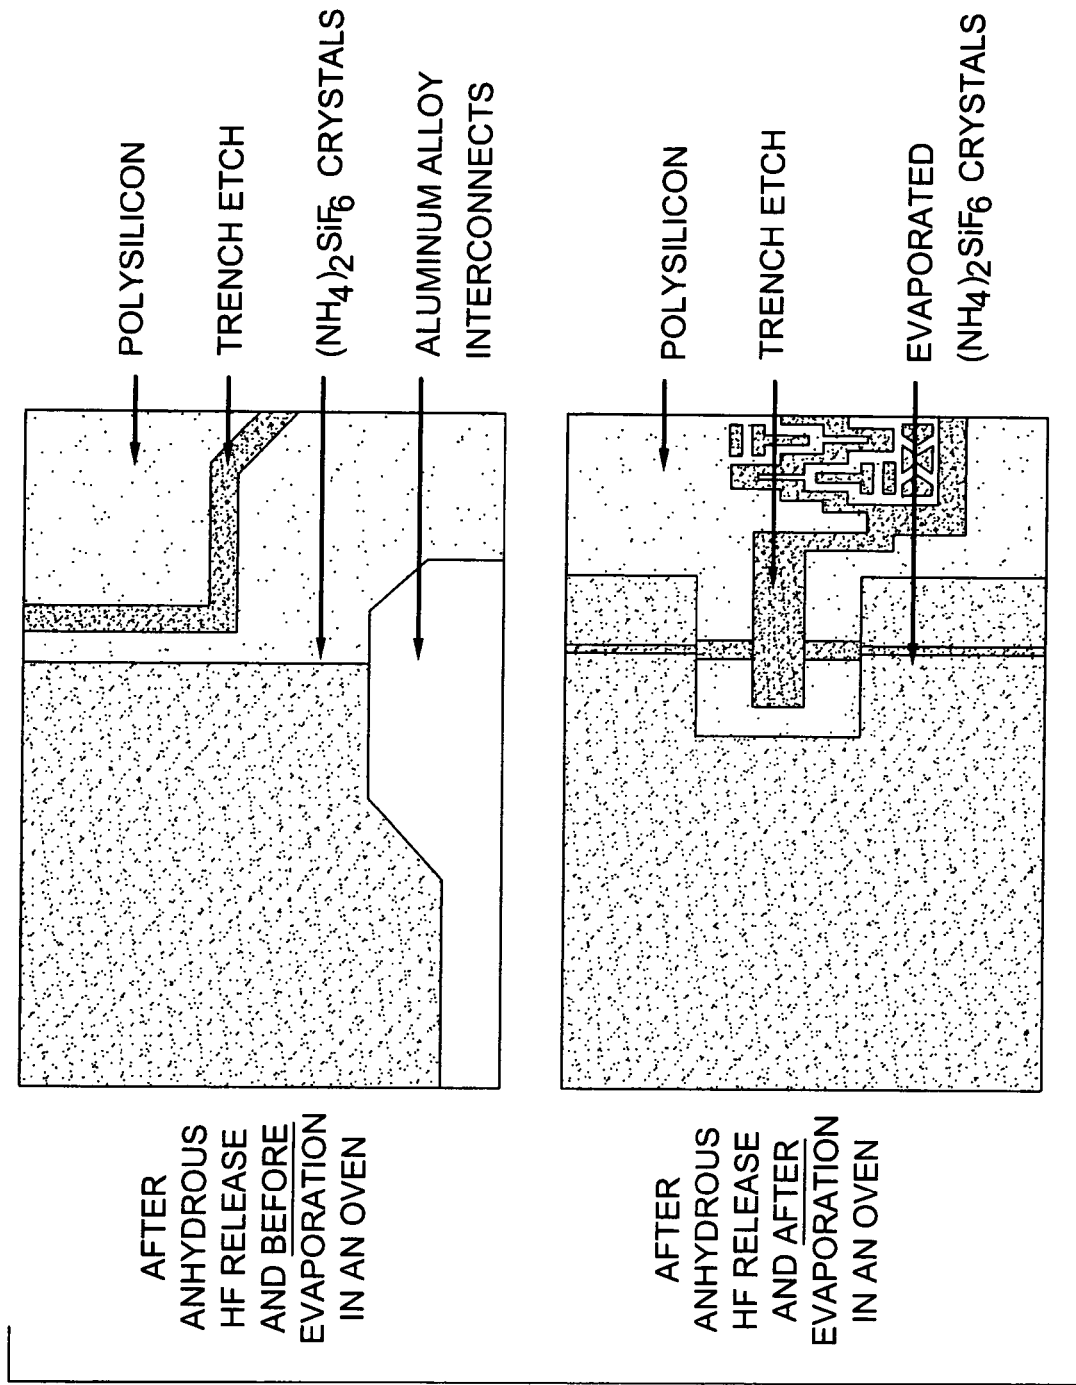 AFTER
ANHYDROUS
HF RELEASE
AND BEFORE
EVAPORATION
IN AN OVEN
POLYSILICON
TRENCH ETCH
(NH4)2SiF6 CRYSTALS
ALUMINUM ALLOY
INTERCONNECTS
AFTER
ANHYDROUS
HF RELEASE
AND AFTER
EVAPORATION
IN AN OVEN
POLYSILICON
TRENCH ETCH
EVAPORATED
(NH4)2SiF6 CRYSTALS